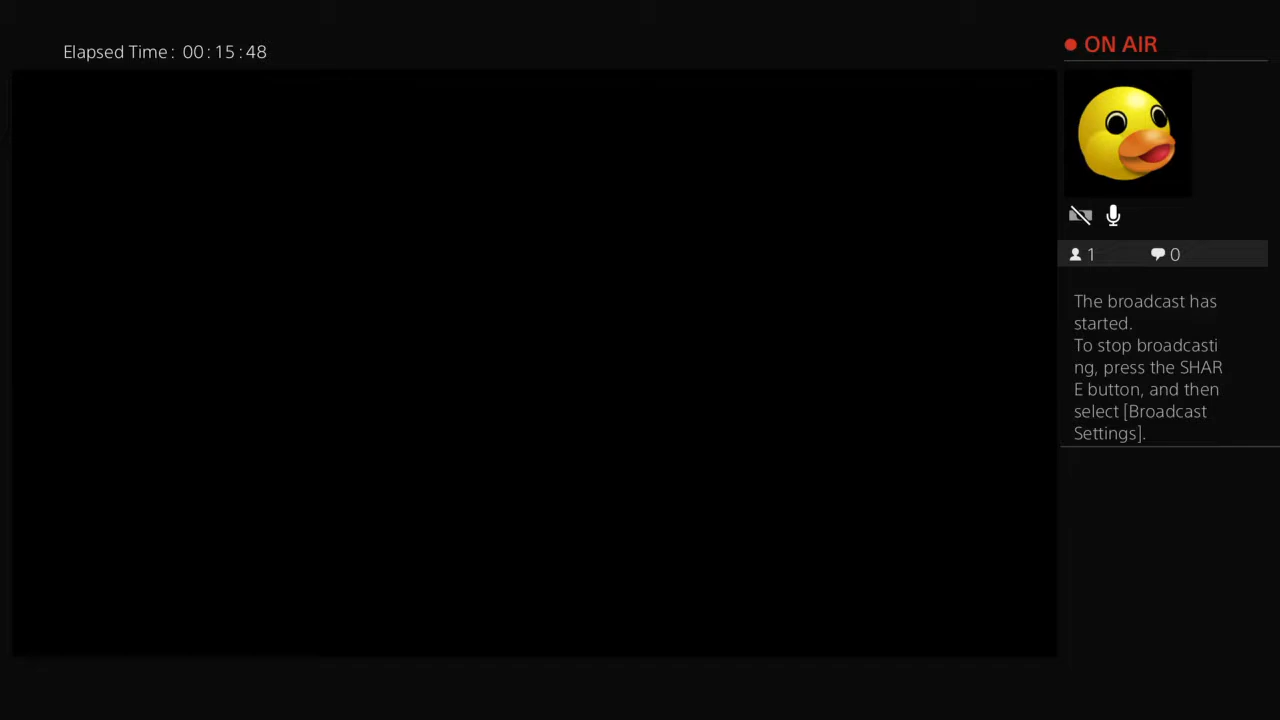 Elapsed Time: 00:15:48
ON AIR
1 0
The broadcast has
started.
To stop broadcasti
ng, press the SHAR
E button, and then
select [Broadcast
Settings].